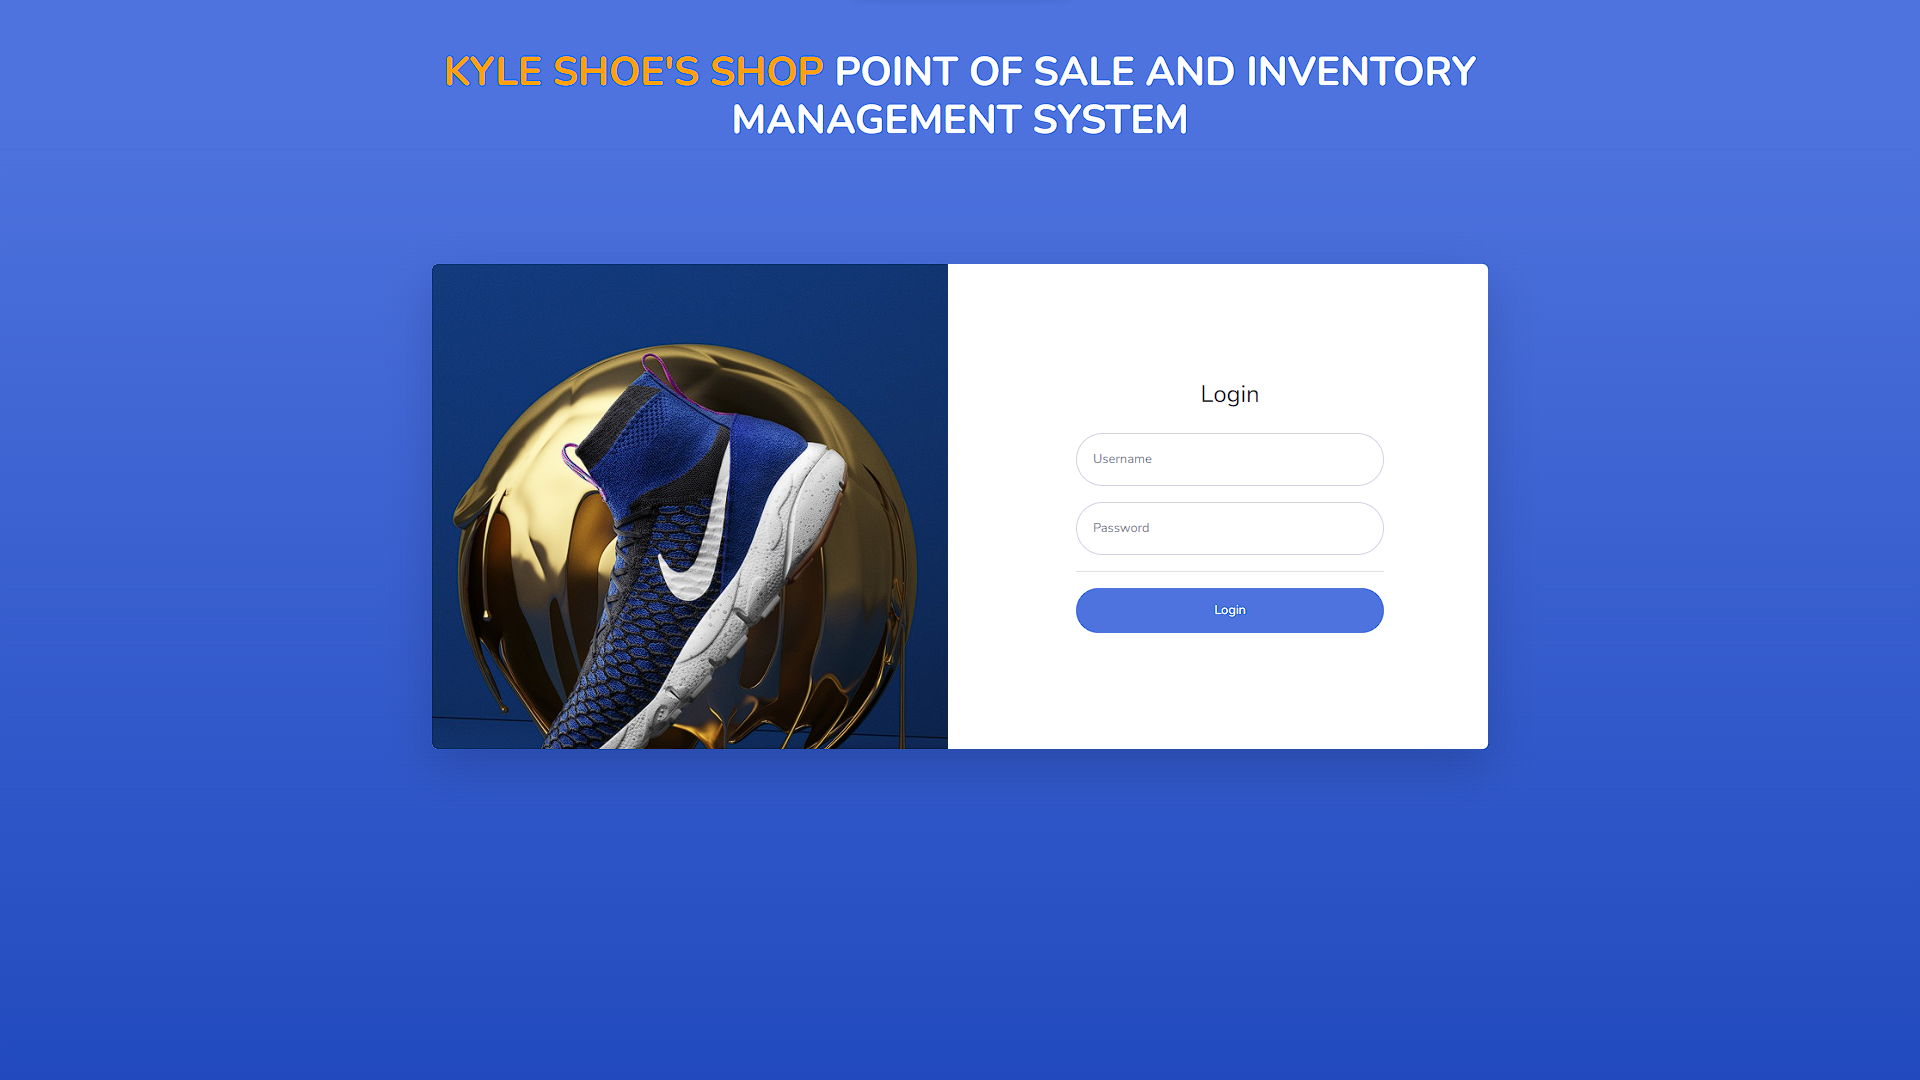 KYLE SHOE'S SHOP POINT OF SALE AND INVENTORY
MANAGEMENT SYSTEM
Login
Username
Password
Login